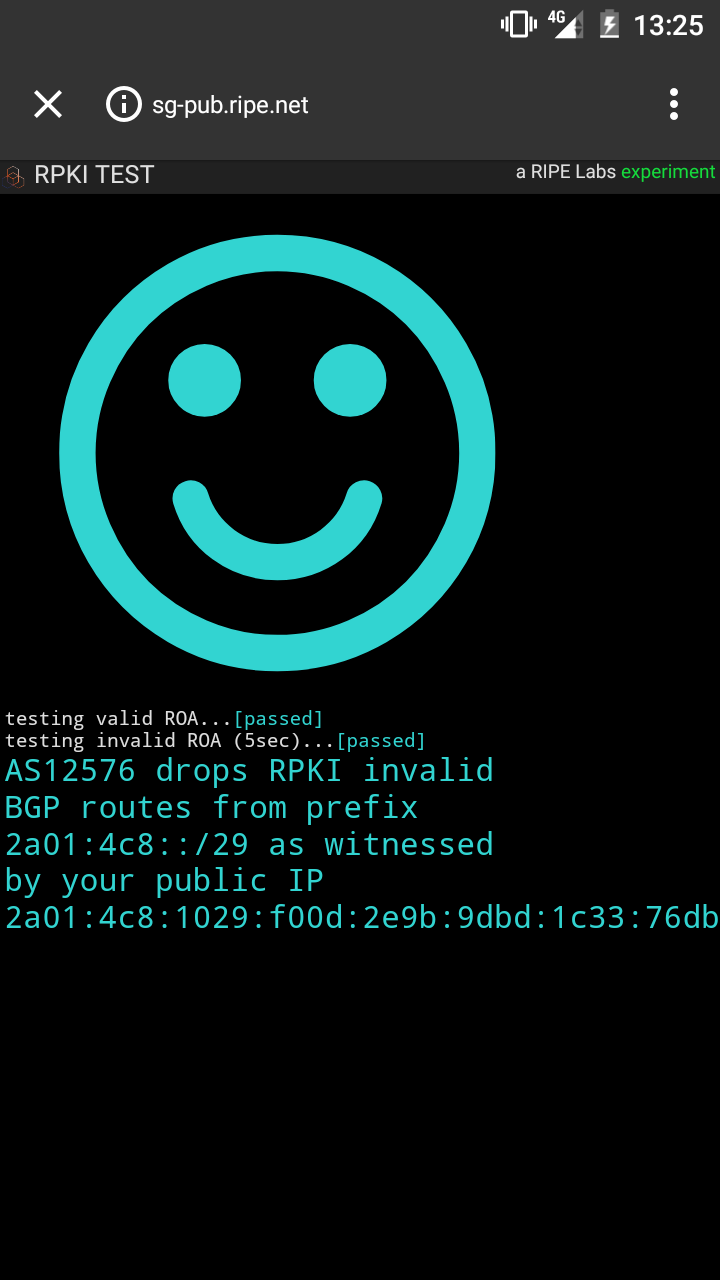 4G 13:25
sg-pub.ripe.net
RPKI TEST a RIPE Labs experiment
testing valid ROA...[passed]
testing invalid ROA (5sec)...[passed]
AS12576 drops RPKI invalid
BGP routes from prefix
2a01:4c8::/29 as witnessed
by your public IP
2a01:4c8:1029:f00d:2e9b:9dbd:1c33:76db